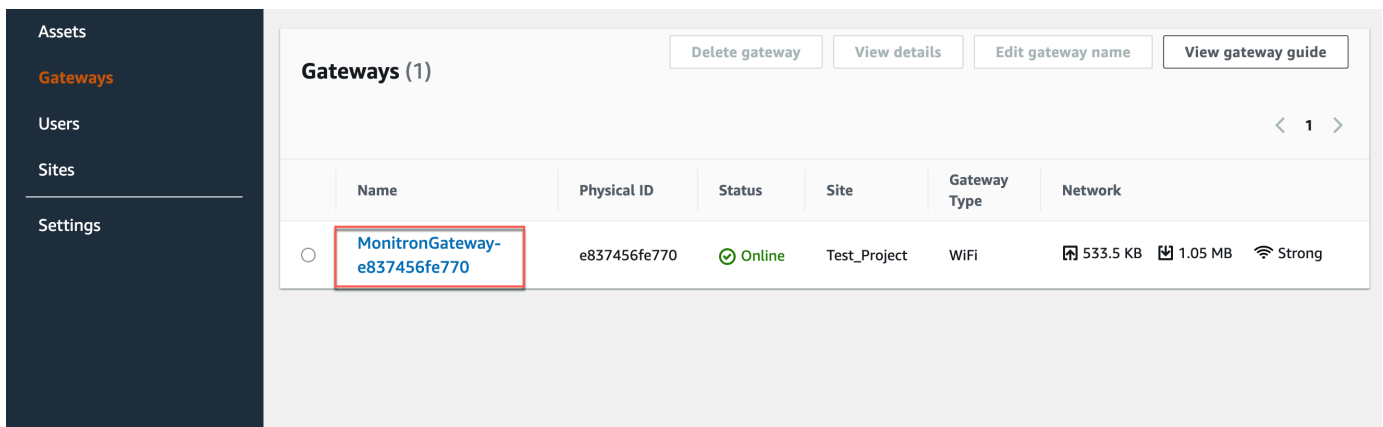 Assets
Gateways
Users
Sites
Settings
Gateways (1)
Delete gateway
View details
Edit gateway name
View gateway guide
1
Name
Physical ID
Status
Site
Gateway
Type
Network
MonitronGateway-
e837456fe770
e837456fe770
Online
Test_Project
WiFi
533.5 KB
1.05 MB
Strong